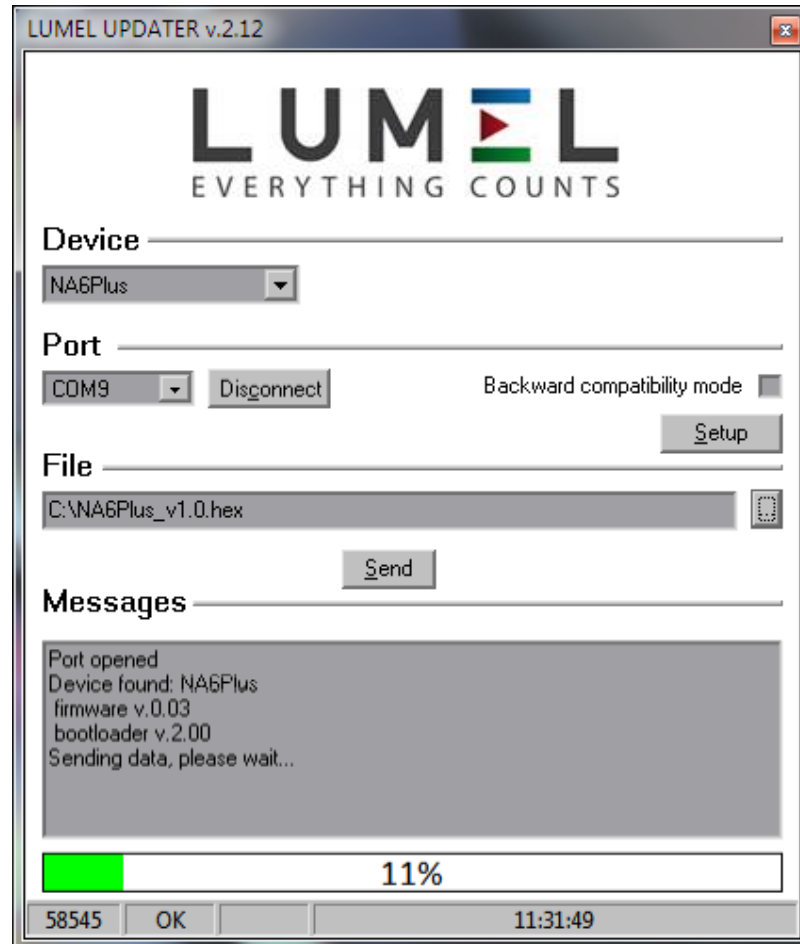 LUMEL UPDATER v.2.12
LUMEL
EVERYTHING COUNTS
Device
NA6Plus
Port
COM9 Disconnect Backward compatibility mode
Setup
File
C:\NA6Plus_v1.0.hex ...
Send
Messages
Port opened
Device found: NA6Plus
firmware v.0.03
bootloader v.2.00
Sending data, please wait...
11%
58545 OK 11:31:49